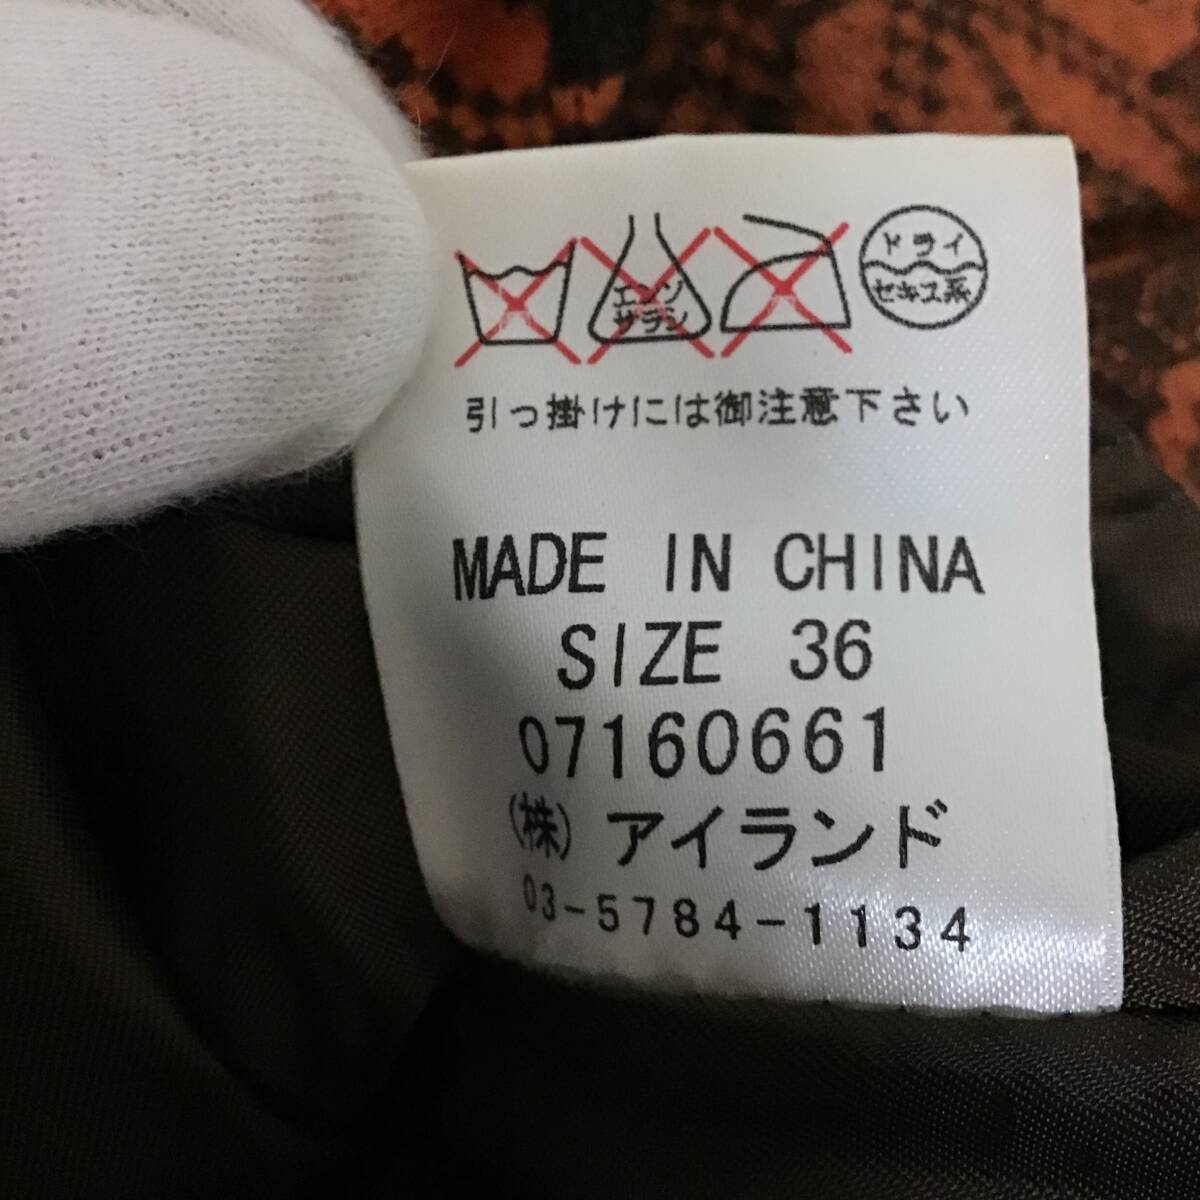 エンソ
サラシ
ドライ
セキユ系
引っ掛けには御注意下さい
MADE IN CHINA
SIZE 36
07160661
(株) アイランド
03-5784-1134